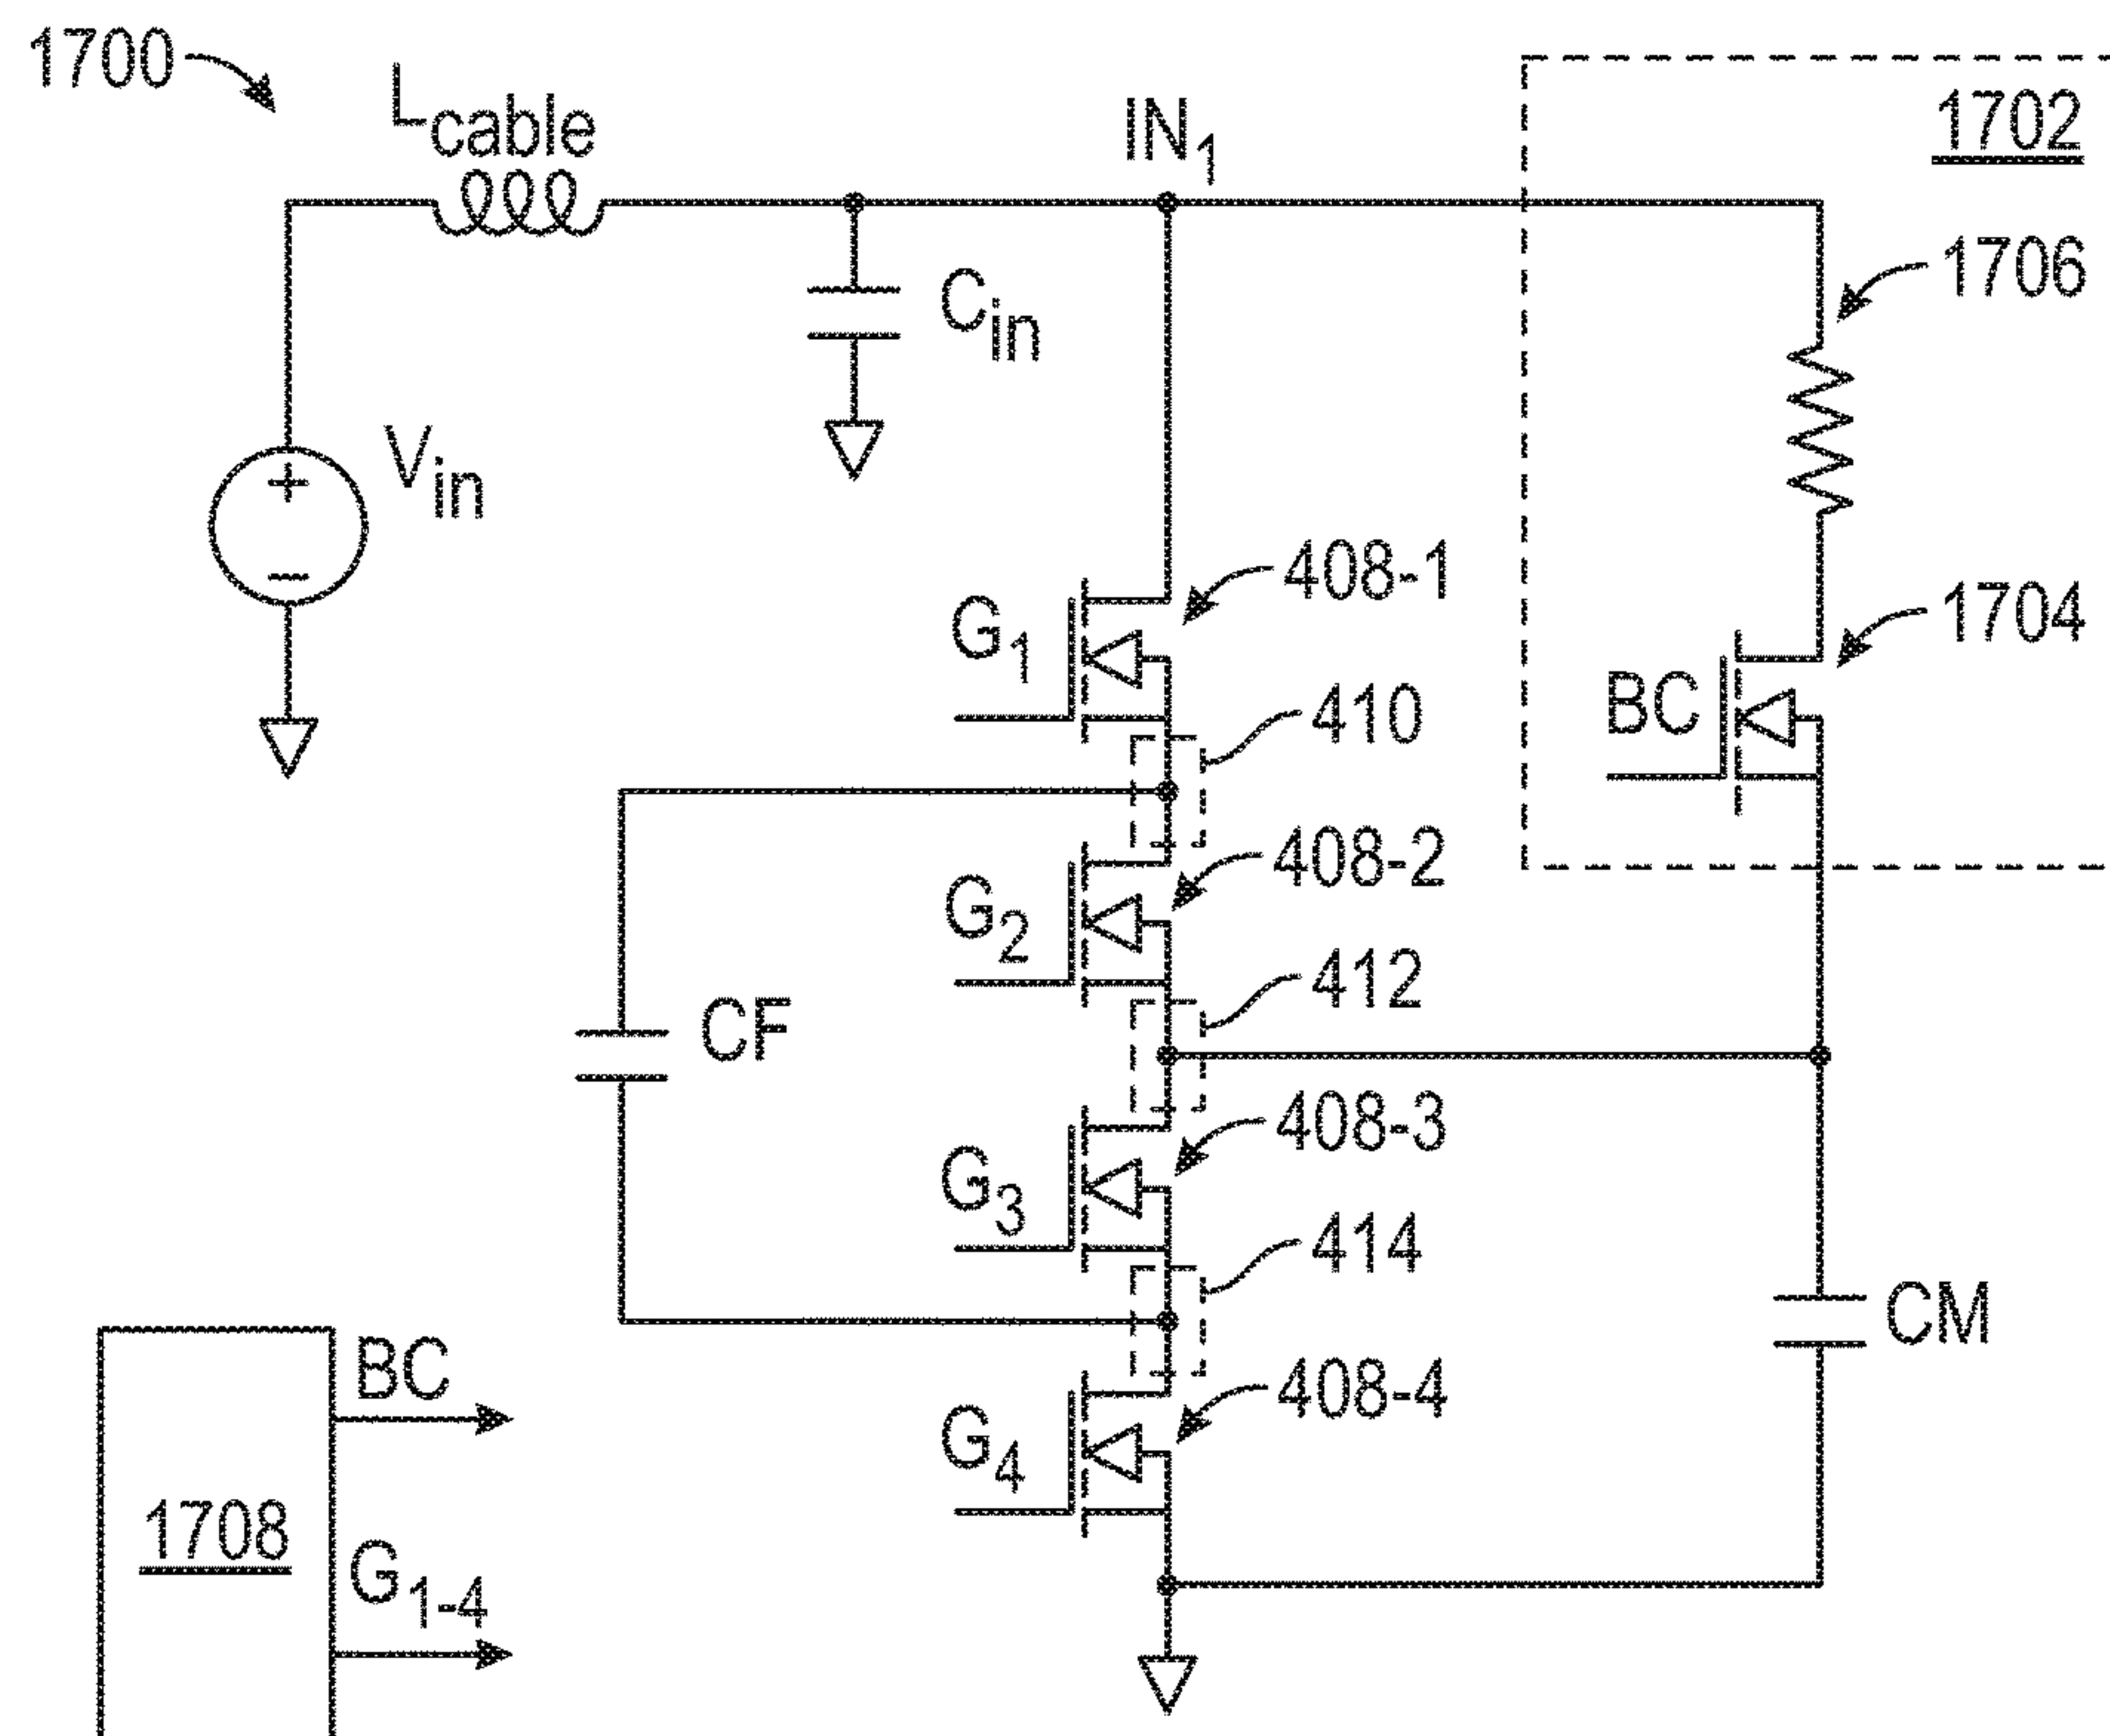 1700
L cable
IN1
1702
1706
Cin
+
Vin
−
408-1
G1
1704
BC
410
408-2
G2
412
CF
408-3
G3
414
CM
408-4
G4
BC
1708
G1-4